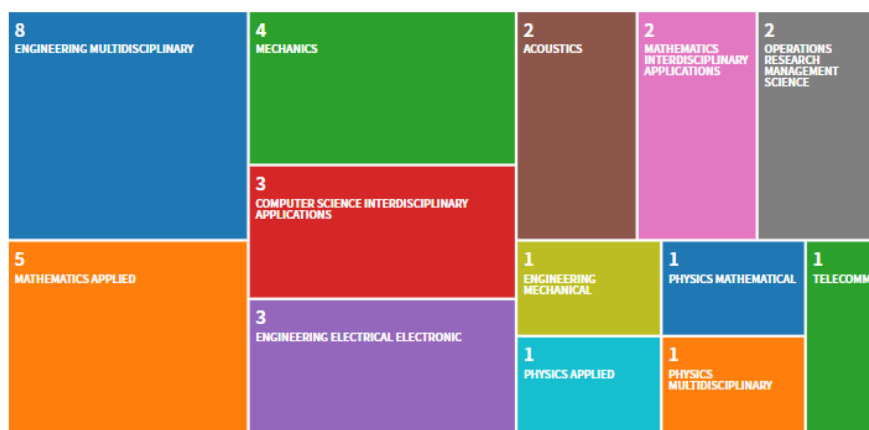 8
ENGINEERING MULTIDISCIPLINARY
4
MECHANICS
2
ACOUSTICS
2
MATHEMATICS
INTERDISCIPLINARY
APPLICATIONS
2
OPERATIONS
RESEARCH
MANAGEMENT
SCIENCE
3
COMPUTER SCIENCE INTERDISCIPLINARY
APPLICATIONS
5
MATHEMATICS APPLIED
1
ENGINEERING
MECHANICAL
1
PHYSICS MATHEMATICAL
1
TELECOMM
3
ENGINEERING ELECTRICAL ELECTRONIC
1
PHYSICS APPLIED
1
PHYSICS
MULTIDISCIPLINARY